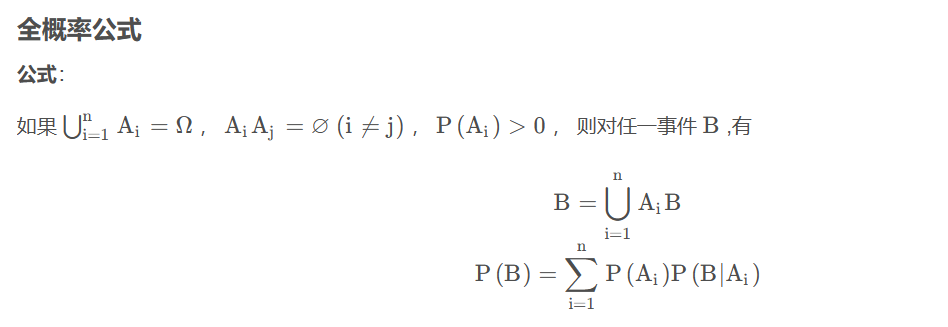 全概率公式
公式：
如果 ⋃ⁿᵢ₌₁ Aᵢ = Ω ， AᵢAⱼ = ∅ (i ≠ j) ， P (Aᵢ) > 0 ， 则对任一事件 B ,有
B = ⋃ⁿᵢ₌₁ AᵢB
P (B) = ∑ⁿᵢ₌₁ P (Aᵢ)P (B|Aᵢ)